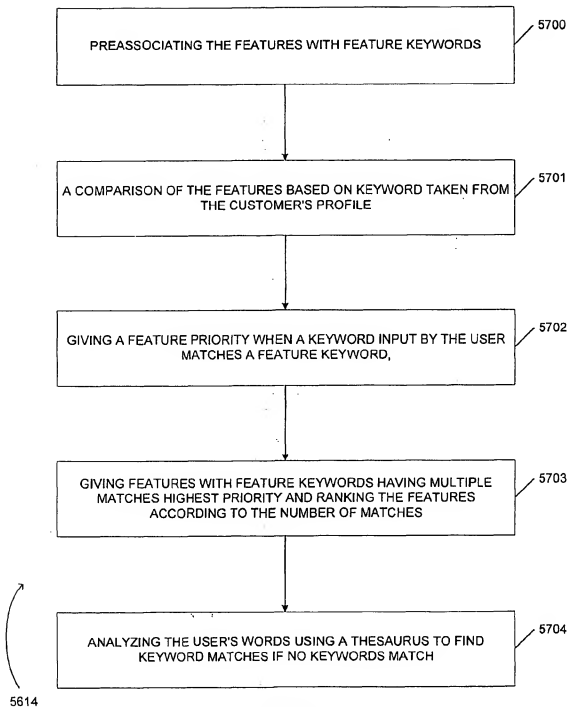 5700
PREASSOCIATING THE FEATURES WITH FEATURE KEYWORDS
5701
A COMPARISON OF THE FEATURES BASED ON KEYWORD TAKEN FROM
THE CUSTOMER'S PROFILE
5702
GIVING A FEATURE PRIORITY WHEN A KEYWORD INPUT BY THE USER
MATCHES A FEATURE KEYWORD,
5703
GIVING FEATURES WITH FEATURE KEYWORDS HAVING MULTIPLE
MATCHES HIGHEST PRIORITY AND RANKING THE FEATURES
ACCORDING TO THE NUMBER OF MATCHES
5704
ANALYZING THE USER'S WORDS USING A THESAURUS TO FIND
KEYWORD MATCHES IF NO KEYWORDS MATCH
5614